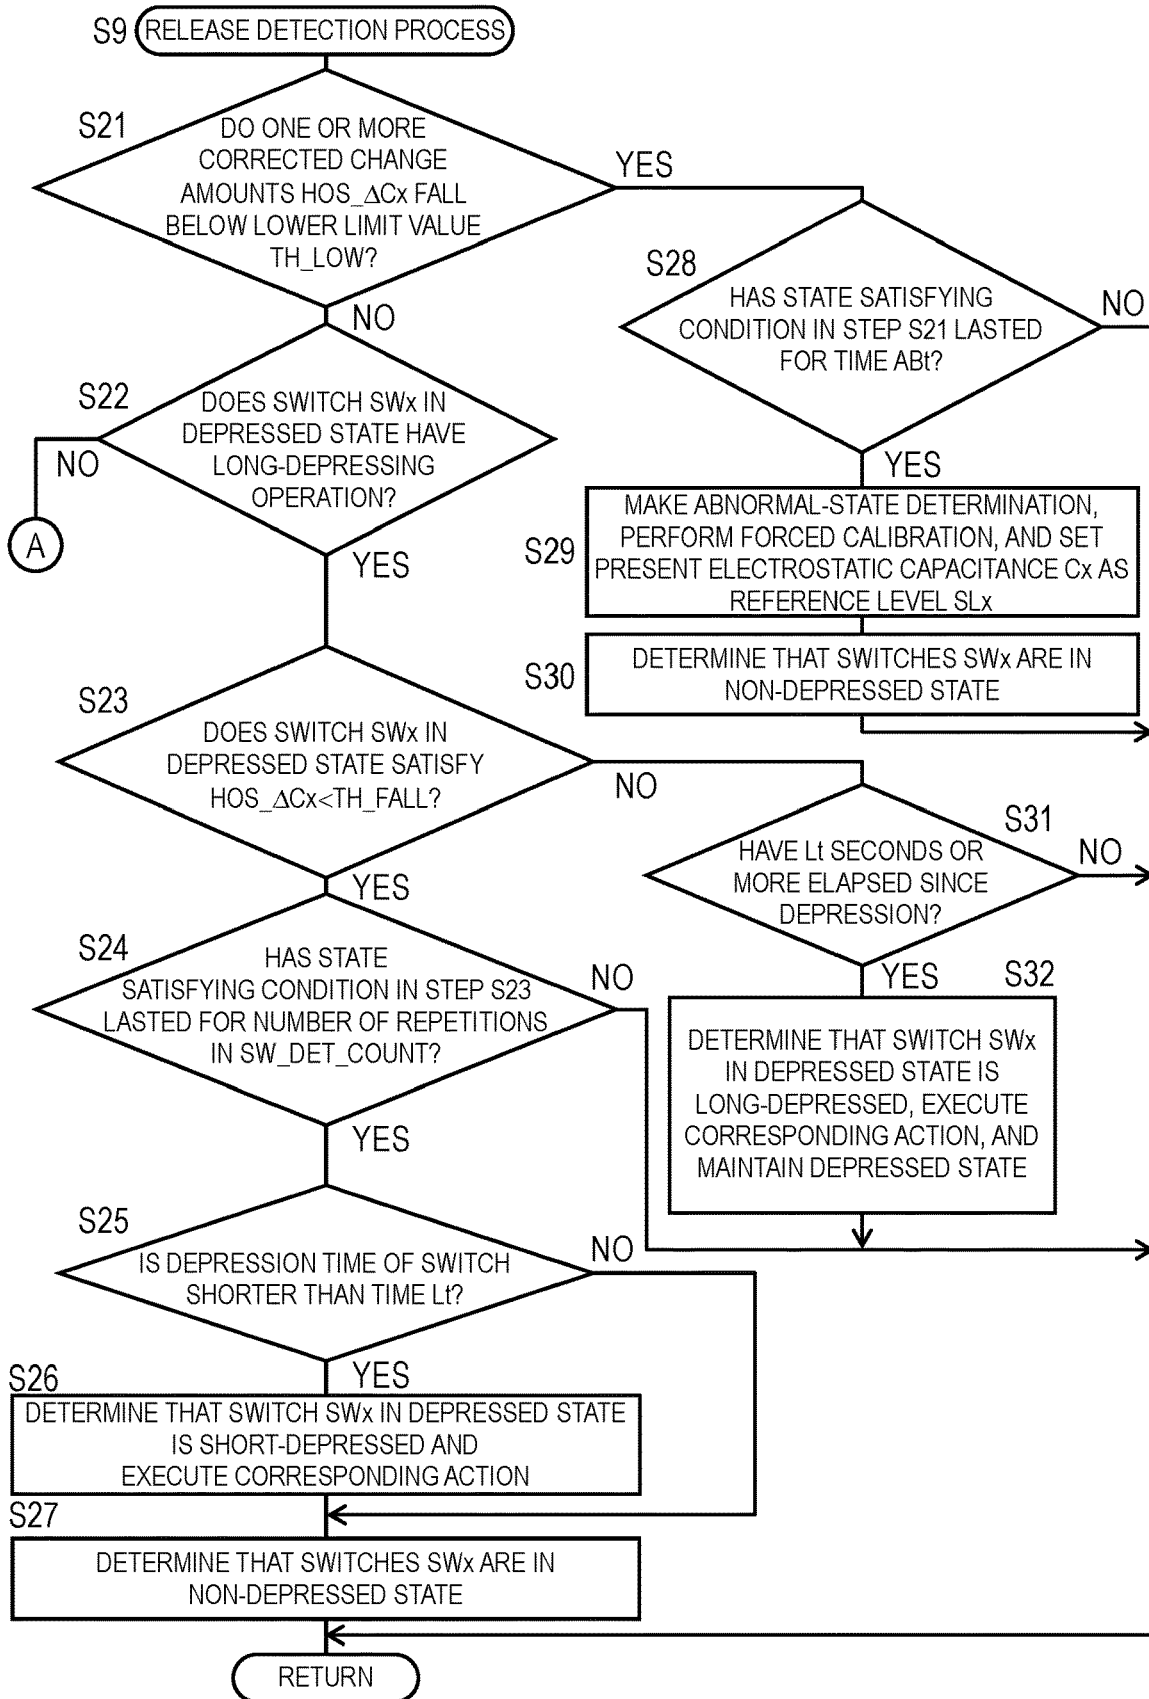 S9
RELEASE DETECTION PROCESS
S21
DO ONE OR MORE
CORRECTED CHANGE
AMOUNTS HOS_ΔCx FALL
BELOW LOWER LIMIT VALUE
TH_LOW?
YES
NO
S28
HAS STATE SATISFYING
CONDITION IN STEP S21 LASTED
FOR TIME ABt?
NO
YES
S22
DOES SWITCH SWx IN
DEPRESSED STATE HAVE
LONG-DEPRESSING
OPERATION?
NO
A
YES
S29
MAKE ABNORMAL-STATE DETERMINATION,
PERFORM FORCED CALIBRATION, AND SET
PRESENT ELECTROSTATIC CAPACITANCE Cx AS
REFERENCE LEVEL SLx
S30
DETERMINE THAT SWITCHES SWx ARE IN
NON-DEPRESSED STATE
S23
DOES SWITCH SWx IN
DEPRESSED STATE SATISFY
HOS_ΔCx<TH_FALL?
NO
YES
S31
HAVE Lt SECONDS OR
MORE ELAPSED SINCE
DEPRESSION?
NO
YES
S24
HAS STATE
SATISFYING CONDITION IN STEP S23
LASTED FOR NUMBER OF REPETITIONS
IN SW_DET_COUNT?
NO
YES
S32
DETERMINE THAT SWITCH SWx
IN DEPRESSED STATE IS
LONG-DEPRESSED, EXECUTE
CORRESPONDING ACTION, AND
MAINTAIN DEPRESSED STATE
S25
IS DEPRESSION TIME OF SWITCH
SHORTER THAN TIME Lt?
NO
YES
S26
DETERMINE THAT SWITCH SWx IN DEPRESSED STATE
IS SHORT-DEPRESSED AND
EXECUTE CORRESPONDING ACTION
S27
DETERMINE THAT SWITCHES SWx ARE IN
NON-DEPRESSED STATE
RETURN